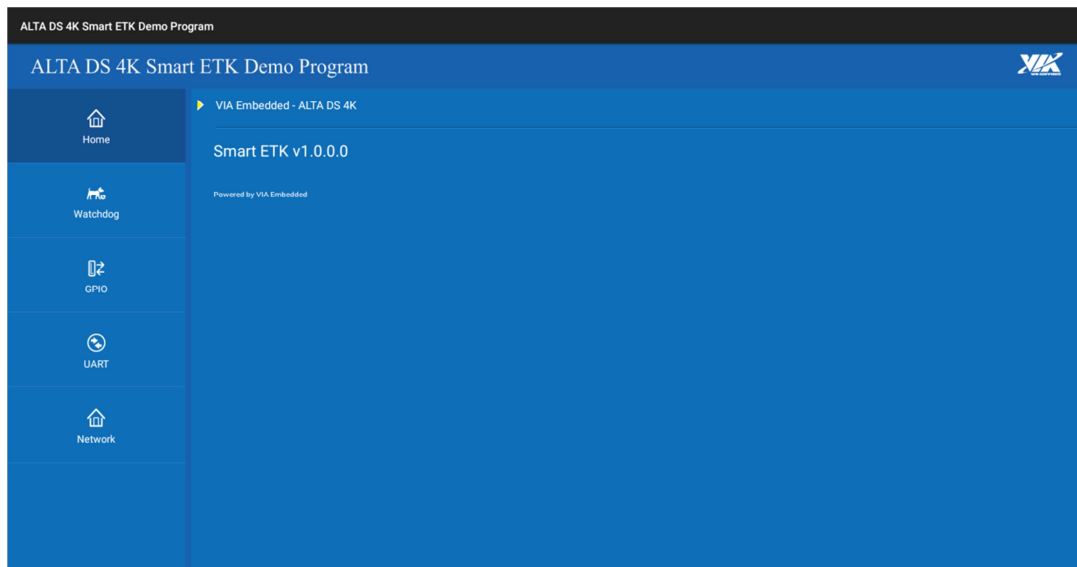 ALTA DS 4K Smart ETK Demo Program
ALTA DS 4K Smart ETK Demo Program
VIA
Home
Watchdog
GPIO
UART
Network
VIA Embedded - ALTA DS 4K
Smart ETK v1.0.0.0
Powered by VIA Embedded